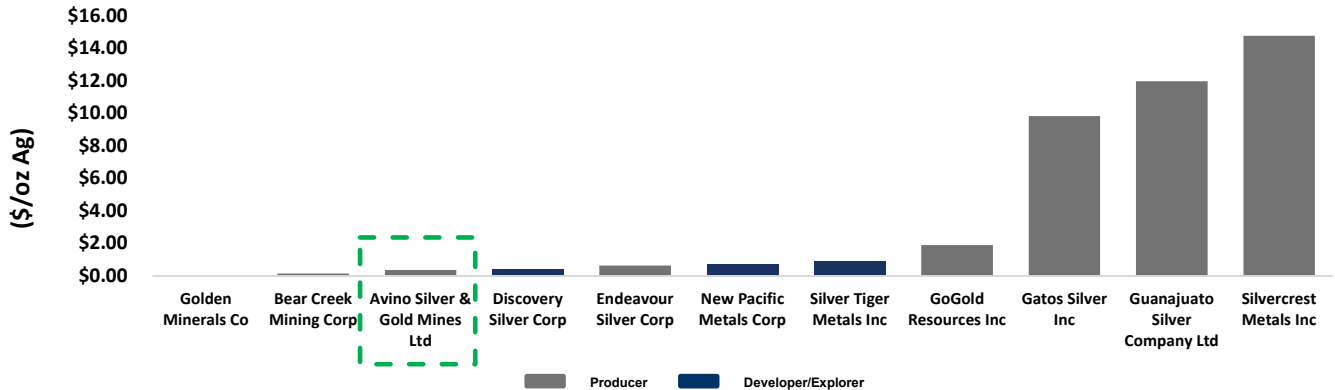 $16.00
$14.00
$12.00
$10.00
$8.00
$6.00
$4.00
$2.00
$0.00
($/oz Ag)
Golden
Minerals Co
Bear Creek
Mining Corp
Avino Silver &
Gold Mines
Ltd
Discovery
Silver Corp
Endeavour
Silver Corp
New Pacific
Metals Corp
Silver Tiger
Metals Inc
GoGold
Resources Inc
Gatos Silver
Inc
Guanajuato
Silver
Company Ltd
Silvercrest
Metals Inc
Producer
Developer/Explorer